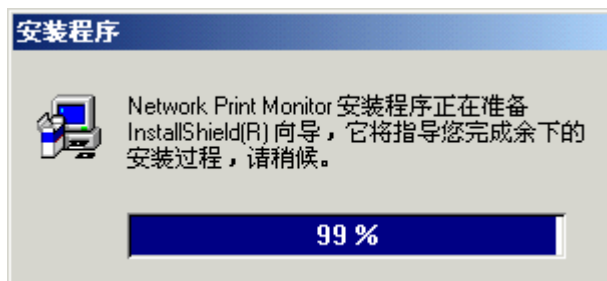 安装程序
Network Print Monitor 安装程序正在准备
InstallShield(R) 向导，它将指导您完成余下的
安装过程，请稍候。
99 %